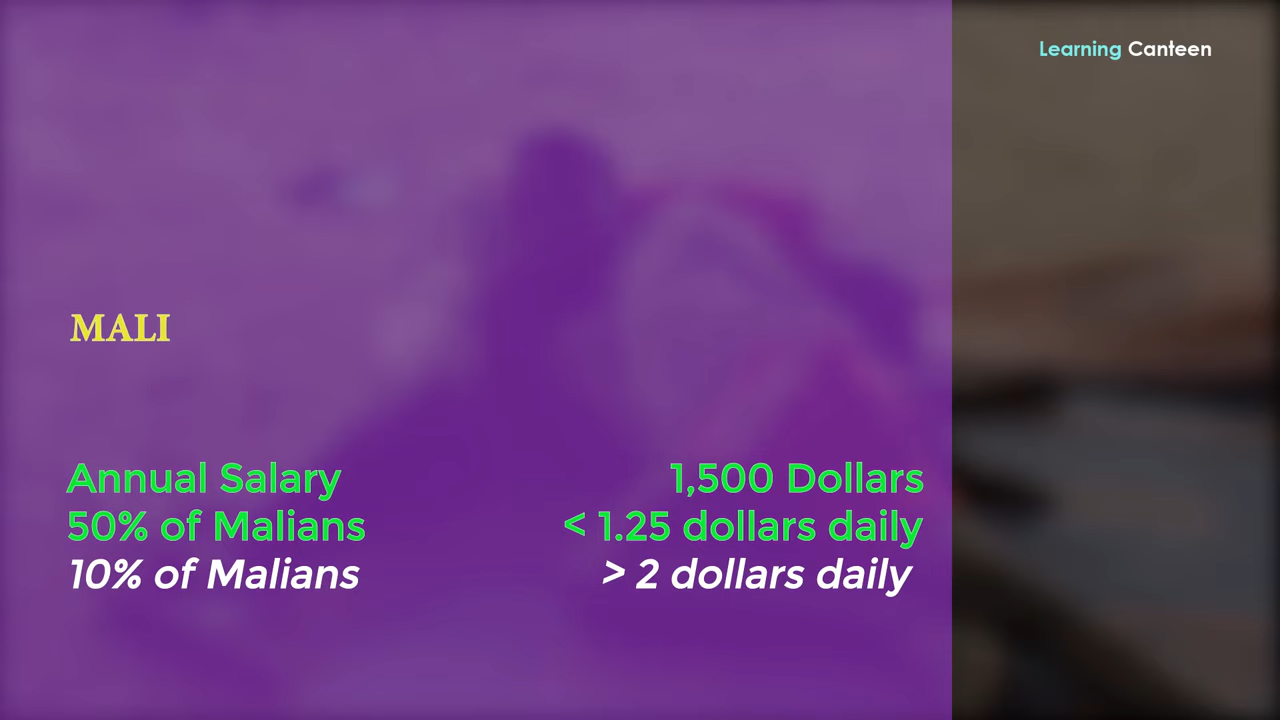 Learning Canteen
MALI
Annual Salary 1,500 Dollars
50% of Malians < 1.25 dollars daily
10% of Malians > 2 dollars daily